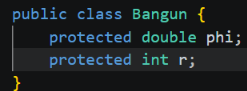 public class Bangun {
    protected double phi;
    protected int r;
}